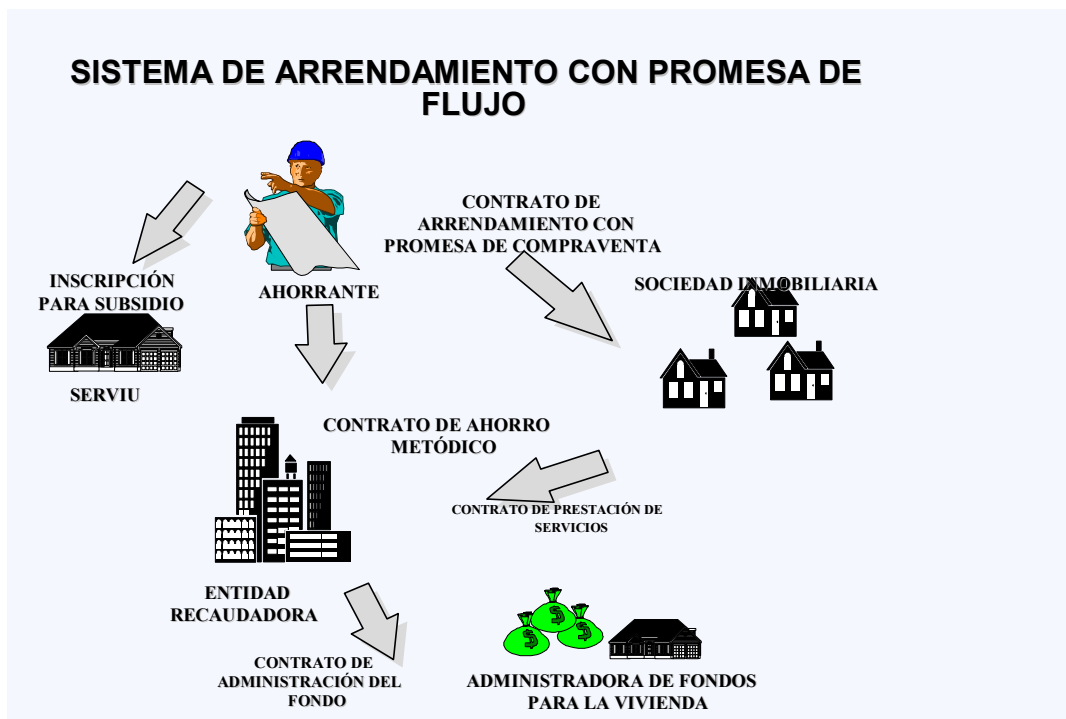 SISTEMA DE ARRENDAMIENTO CON PROMESA DE
FLUJO
CONTRATO DE
ARRENDAMIENTO CON
PROMESA DE COMPRAVENTA
INSCRIPCIÓN
PARA SUBSIDIO
AHORRANTE
SOCIEDAD INMOBILIARIA
SERVIU
CONTRATO DE AHORRO
METÓDICO
CONTRATO DE PRESTACIÓN DE
SERVICIOS
ENTIDAD
RECAUDADORA
CONTRATO DE
ADMINISTRACIÓN DEL
FONDO
$
$
$
ADMINISTRADORA DE FONDOS
PARA LA VIVIENDA